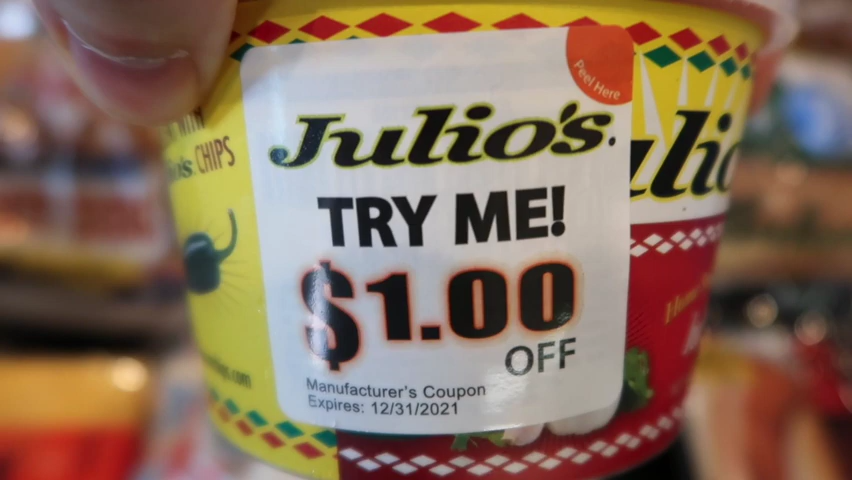 Peel Here
Julio's.
TRY ME!
$1.00
OFF
Manufacturer's Coupon
Expires: 12/31/2021
CHIPS